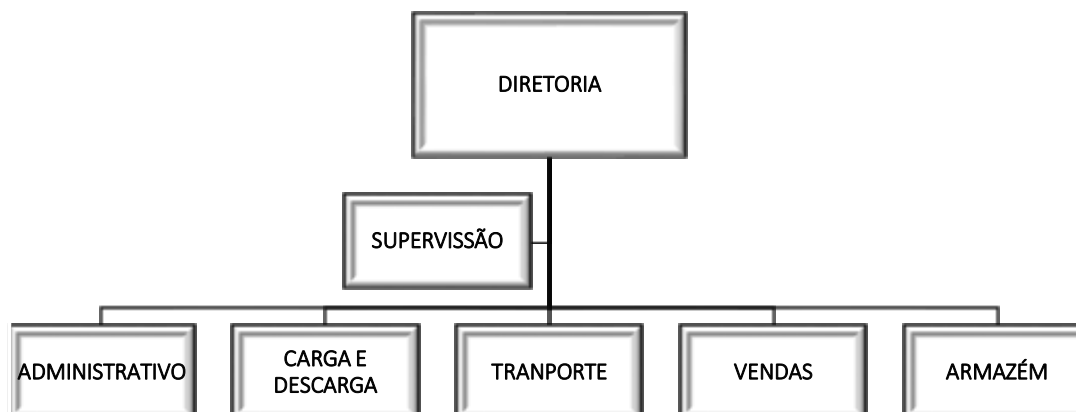 DIRETORIA
SUPERVISSÃO
ADMINISTRATIVO
CARGA E
DESCARGA
TRANPORTE
VENDAS
ARMAZÉM